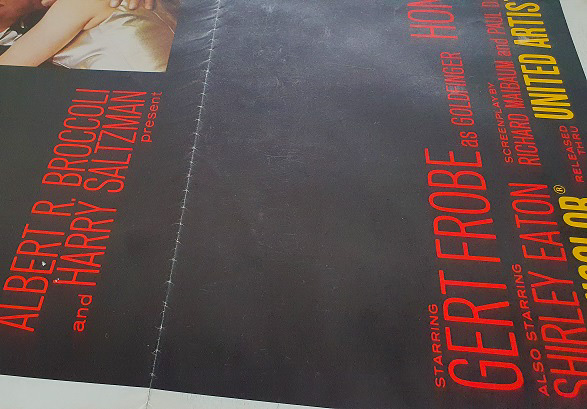 ALBERT R. BROCCOLI
and HARRY SALTZMAN
present
STARRING
GERT FROBE as GOLDFINGER
ALSO STARRING
SHIRLEY EATON
SCREENPLAY BY
RICHARD MAIBAUM and PAUL
RELEASED
THRU
UNITED ARTIS